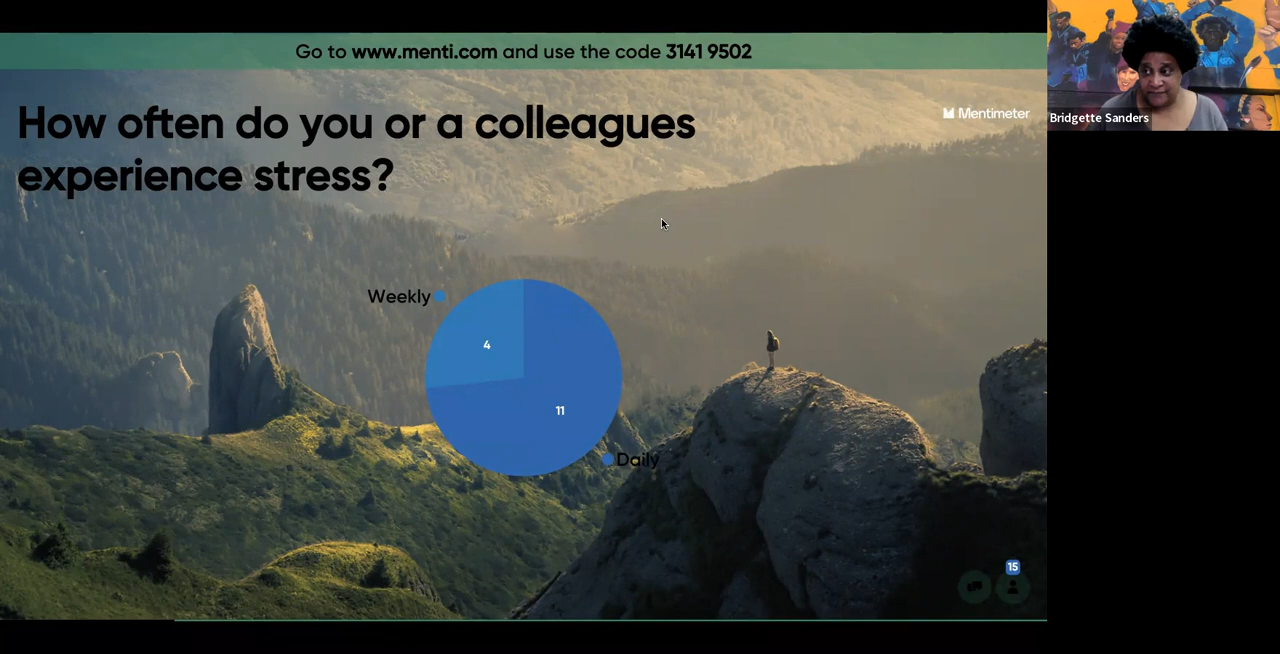 Go to www.menti.com and use the code 3141 9502
How often do you or a colleagues
experience stress?
Mentimeter
Bridgette Sanders
Weekly
4
11
Daily
15